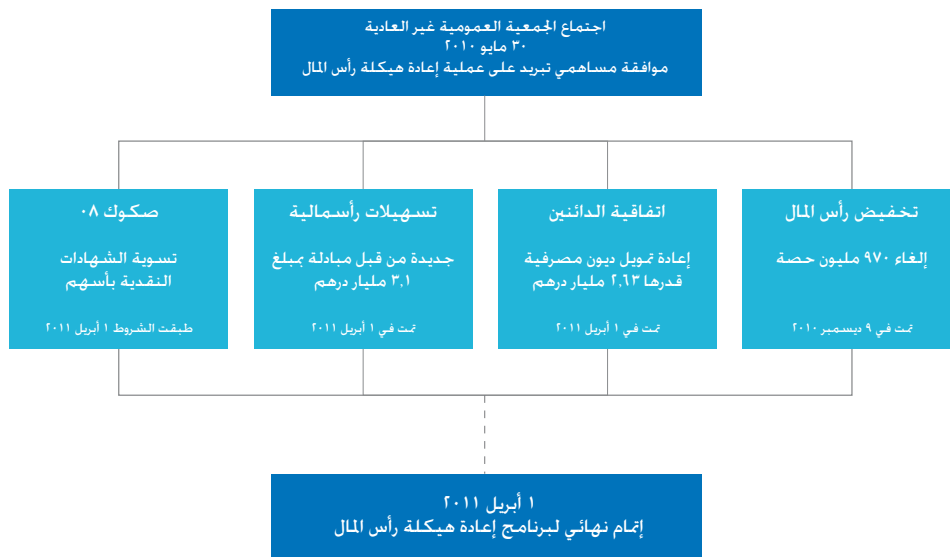 اجتماع الجمعية العمومية غير العادية
٣٠ مايو ٢٠١٠
موافقة مساهمي تبريد على عملية إعادة هيكلة رأس المال
تخفيض رأس المال
إلغاء ٩٧٠ مليون حصة
تمت في ٩ ديسمبر ٢٠١٠
اتفاقية الدائنين
إعادة تمويل ديون مصرفية
قدرها ٢,٦٣ مليار درهم
تمت في ١ أبريل ٢٠١١
تسهيلات رأسمالية
جديدة من قبل مبادلة بمبلغ
٣,١ مليار درهم
تمت في ١ أبريل ٢٠١١
صكوك ٠٨
تسوية الشهادات
النقدية بأسهم
طبقت الشروط ١ أبريل ٢٠١١
١ أبريل ٢٠١١
إتمام نهائي لبرنامج إعادة هيكلة رأس المال